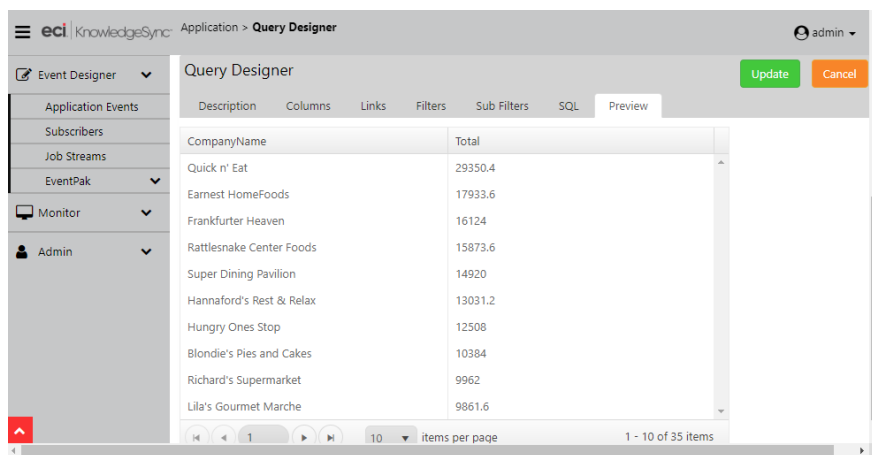 eci KnowledgeSync Application > Query Designer admin
Event Designer
Application Events
Subscribers
Job Streams
EventPak
Monitor
Admin
Query Designer Update Cancel
Description Columns Links Filters Sub Filters SQL Preview
CompanyName Total
Quick n' Eat 29350.4
Earnest HomeFoods 17933.6
Frankfurter Heaven 16124
Rattlesnake Center Foods 15873.6
Super Dining Pavilion 14920
Hannaford's Rest & Relax 13031.2
Hungry Ones Stop 12508
Blondie's Pies and Cakes 10384
Richard's Supermarket 9962
Lila's Gourmet Marche 9861.6
1 10 items per page 1 - 10 of 35 items